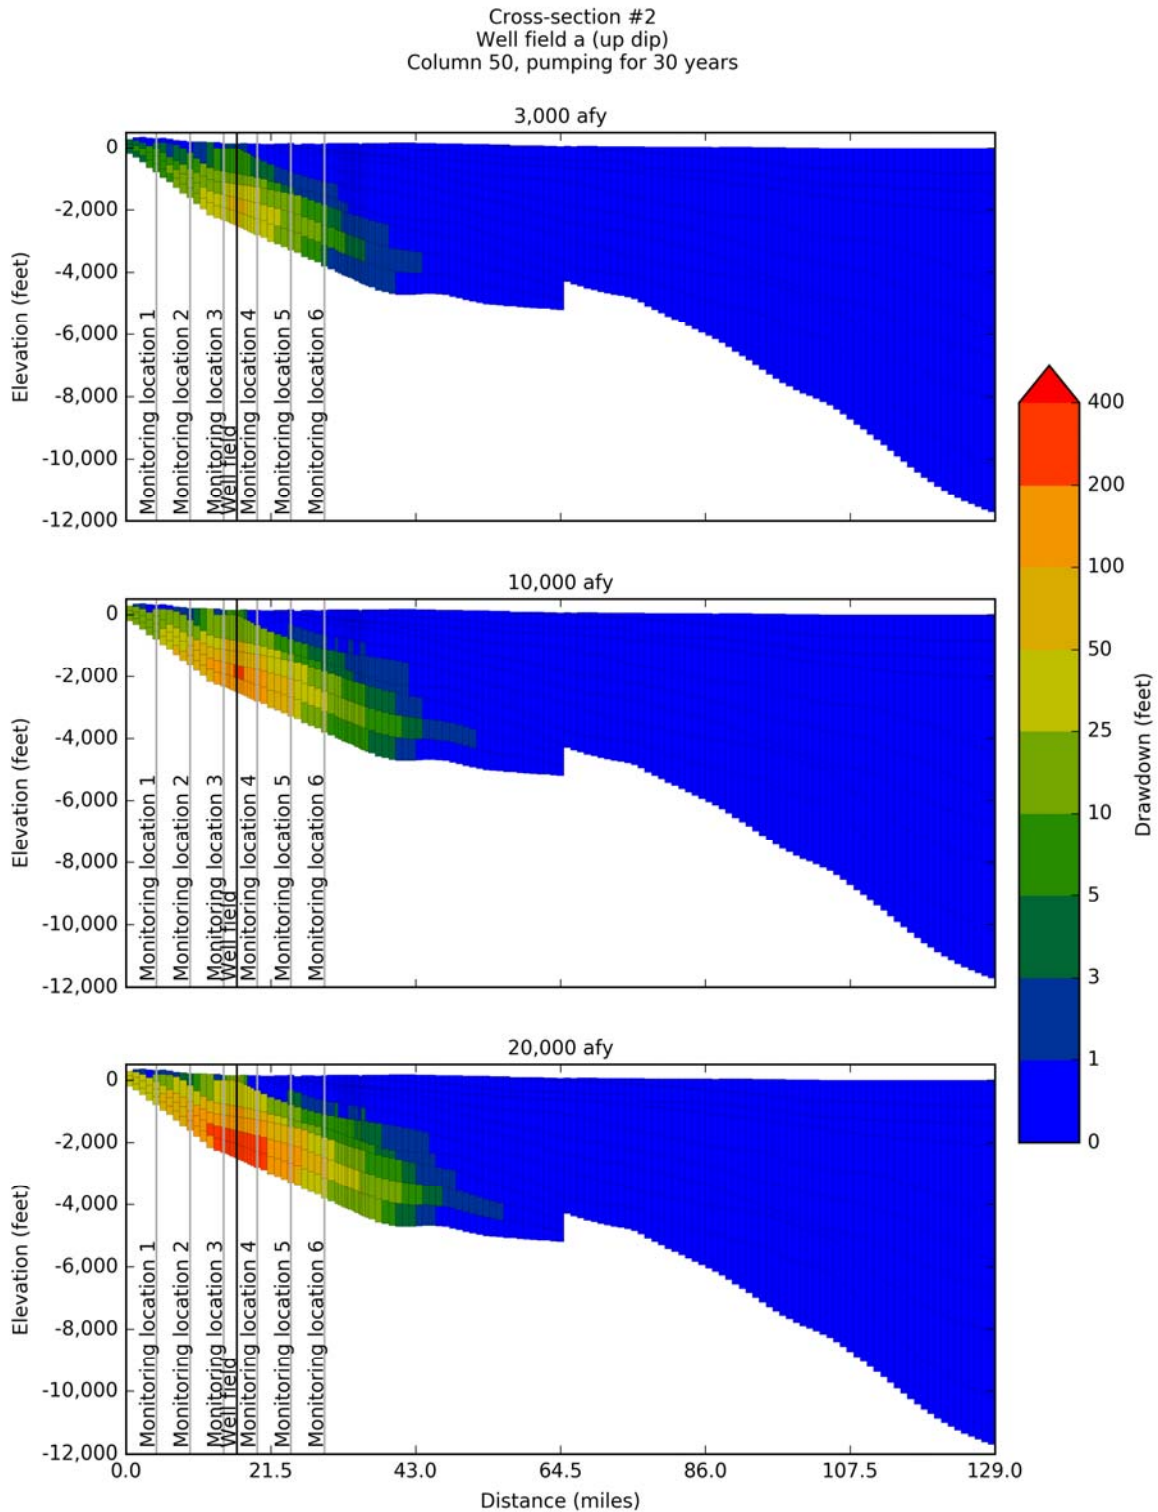 Cross-section #2
Well field a (up dip)
Column 50, pumping for 30 years
3,000 afy
0
-2,000
-4,000
-6,000
-8,000
-10,000
-12,000
Elevation (feet)
Monitoring location 1
Monitoring location 2
Monitoring location 3
Well field
Monitoring location 4
Monitoring location 5
Monitoring location 6
10,000 afy
0
-2,000
-4,000
-6,000
-8,000
-10,000
-12,000
Elevation (feet)
Monitoring location 1
Monitoring location 2
Monitoring location 3
Well field
Monitoring location 4
Monitoring location 5
Monitoring location 6
20,000 afy
0
-2,000
-4,000
-6,000
-8,000
-10,000
-12,000
Elevation (feet)
Monitoring location 1
Monitoring location 2
Monitoring location 3
Well field
Monitoring location 4
Monitoring location 5
Monitoring location 6
0.0
21.5
43.0
64.5
86.0
107.5
129.0
Distance (miles)
400
200
100
50
25
10
5
3
1
0
Drawdown (feet)